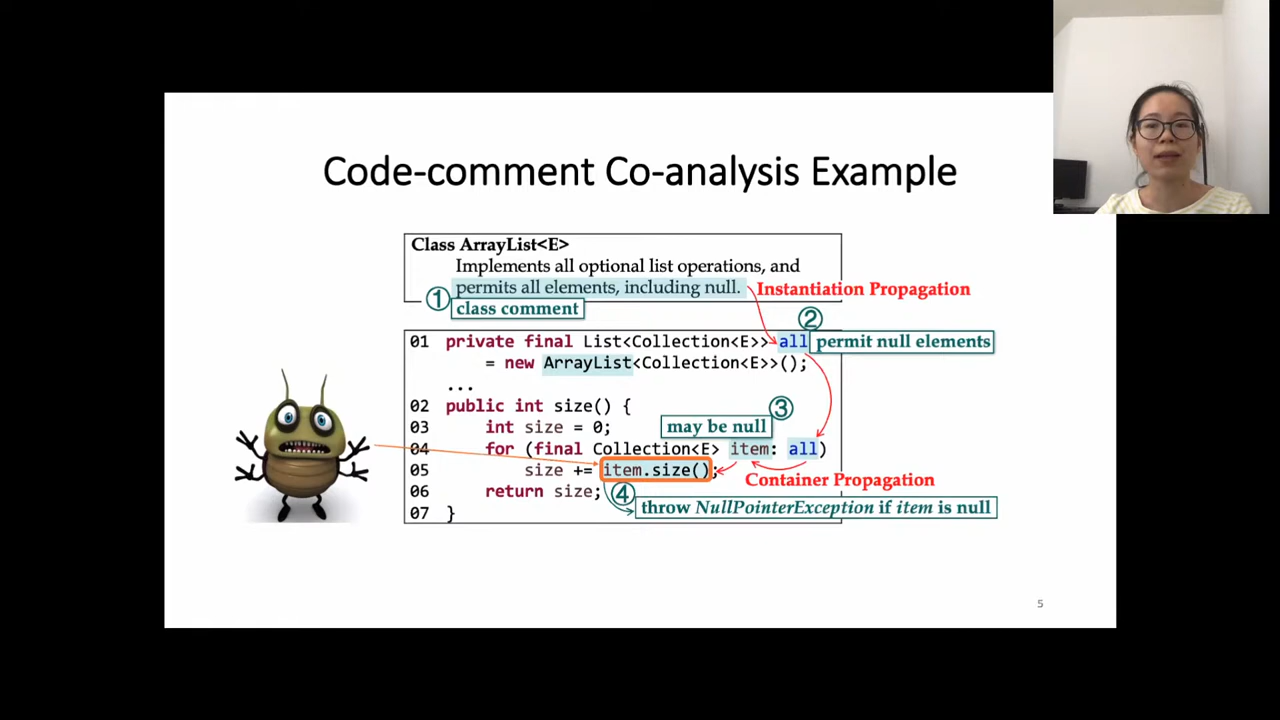 Code-comment Co-analysis Example
Class ArrayList<E>
Implements all optional list operations, and
permits all elements, including null.
Instantiation Propagation
①
class comment
②
01 private final List<Collection<E>> all
permit null elements
= new ArrayList<Collection<E>>();
...
02 public int size() {
③
03 int size = 0;
may be null
04 for (final Collection<E> item: all)
05 size += item.size();
Container Propagation
06 return size;
④
throw NullPointerException if item is null
07 }
5